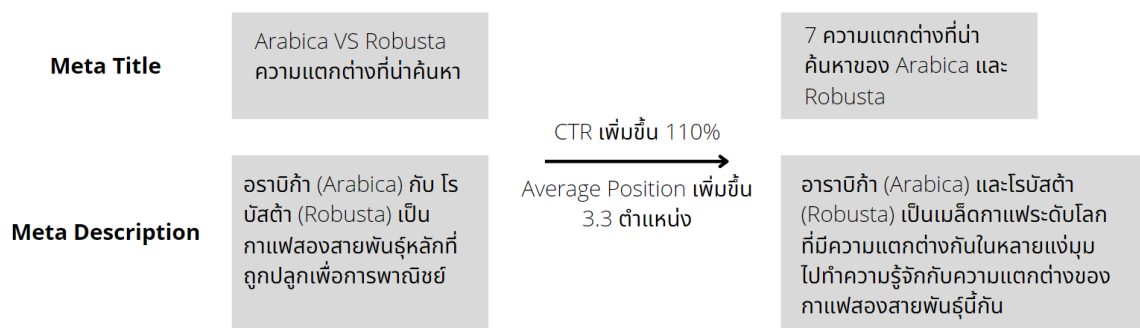 Meta Title
Arabica VS Robusta
ความแตกต่างที่น่าค้นหา
7 ความแตกต่างที่น่า
ค้นหาของ Arabica และ
Robusta
CTR เพิ่มขึ้น 110%
Average Position เพิ่มขึ้น
3.3 ตำแหน่ง
Meta Description
อราบิก้า (Arabica) กับ โร
บัสต้า (Robusta) เป็น
กาแฟสองสายพันธุ์หลักที่
ถูกปลูกเพื่อการพาณิชย์
อาราบิก้า (Arabica) และโรบัสต้า
(Robusta) เป็นเมล็ดกาแฟระดับโลก
ที่มีความแตกต่างกันในหลายแง่มุม
ไปทำความรู้จักกับความแตกต่างของ
กาแฟสองสายพันธุ์นี้กัน